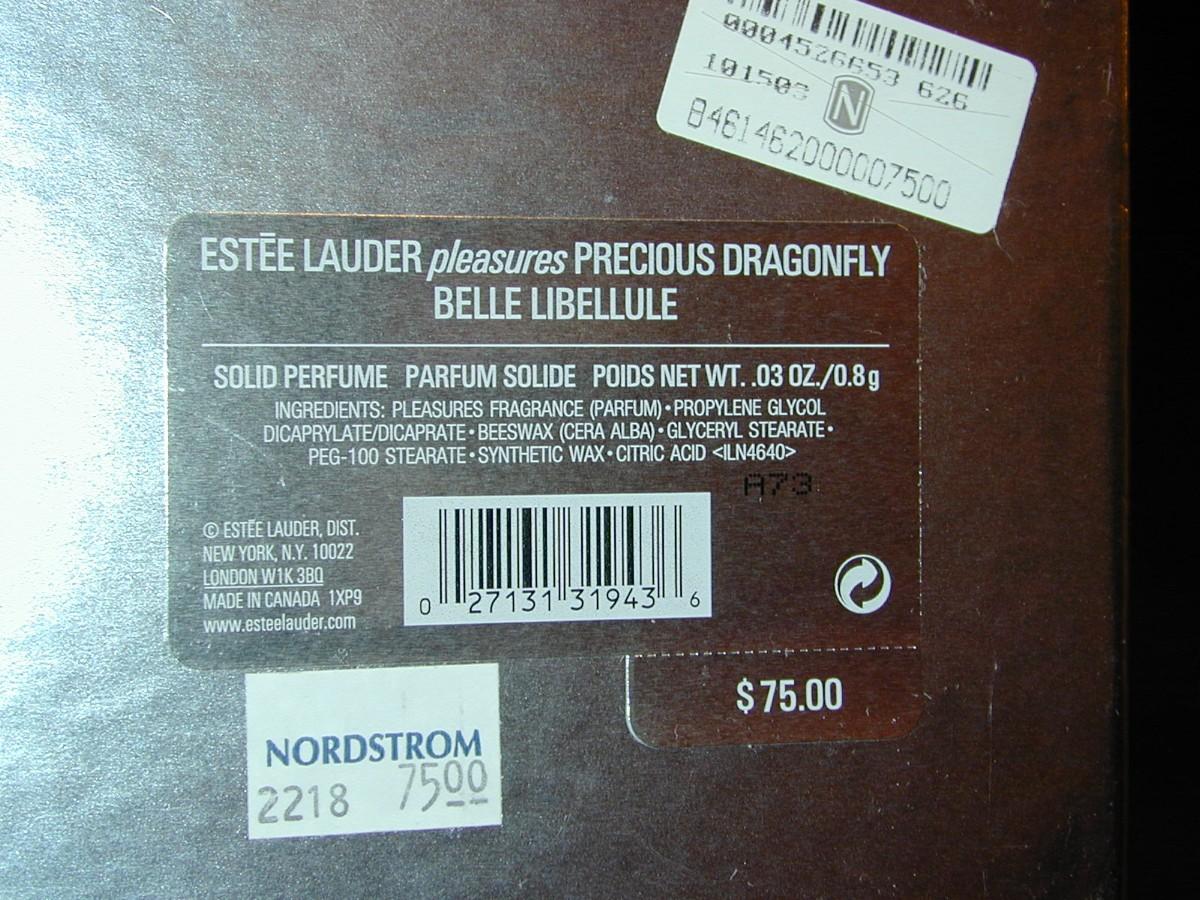 0004526653 626
101503
N
8461462000007500
ESTĒE LAUDER pleasures PRECIOUS DRAGONFLY
BELLE LIBELLULE
SOLID PERFUME PARFUM SOLIDE POIDS NET WT. .03 OZ./0.8g
INGREDIENTS: PLEASURES FRAGRANCE (PARFUM)•PROPYLENE GLYCOL
DICAPRYLATE/DICAPRATE•BEESWAX (CERA ALBA)•GLYCERYL STEARATE•
PEG-100 STEARATE•SYNTHETIC WAX•CITRIC ACID <ILN4640>
A73
© ESTĒE LAUDER, DIST.
NEW YORK, N.Y. 10022
LONDON W1K 3BQ
MADE IN CANADA 1XP9
www.esteelauder.com
0 27131 31943 6
$75.00
NORDSTROM
2218 7500